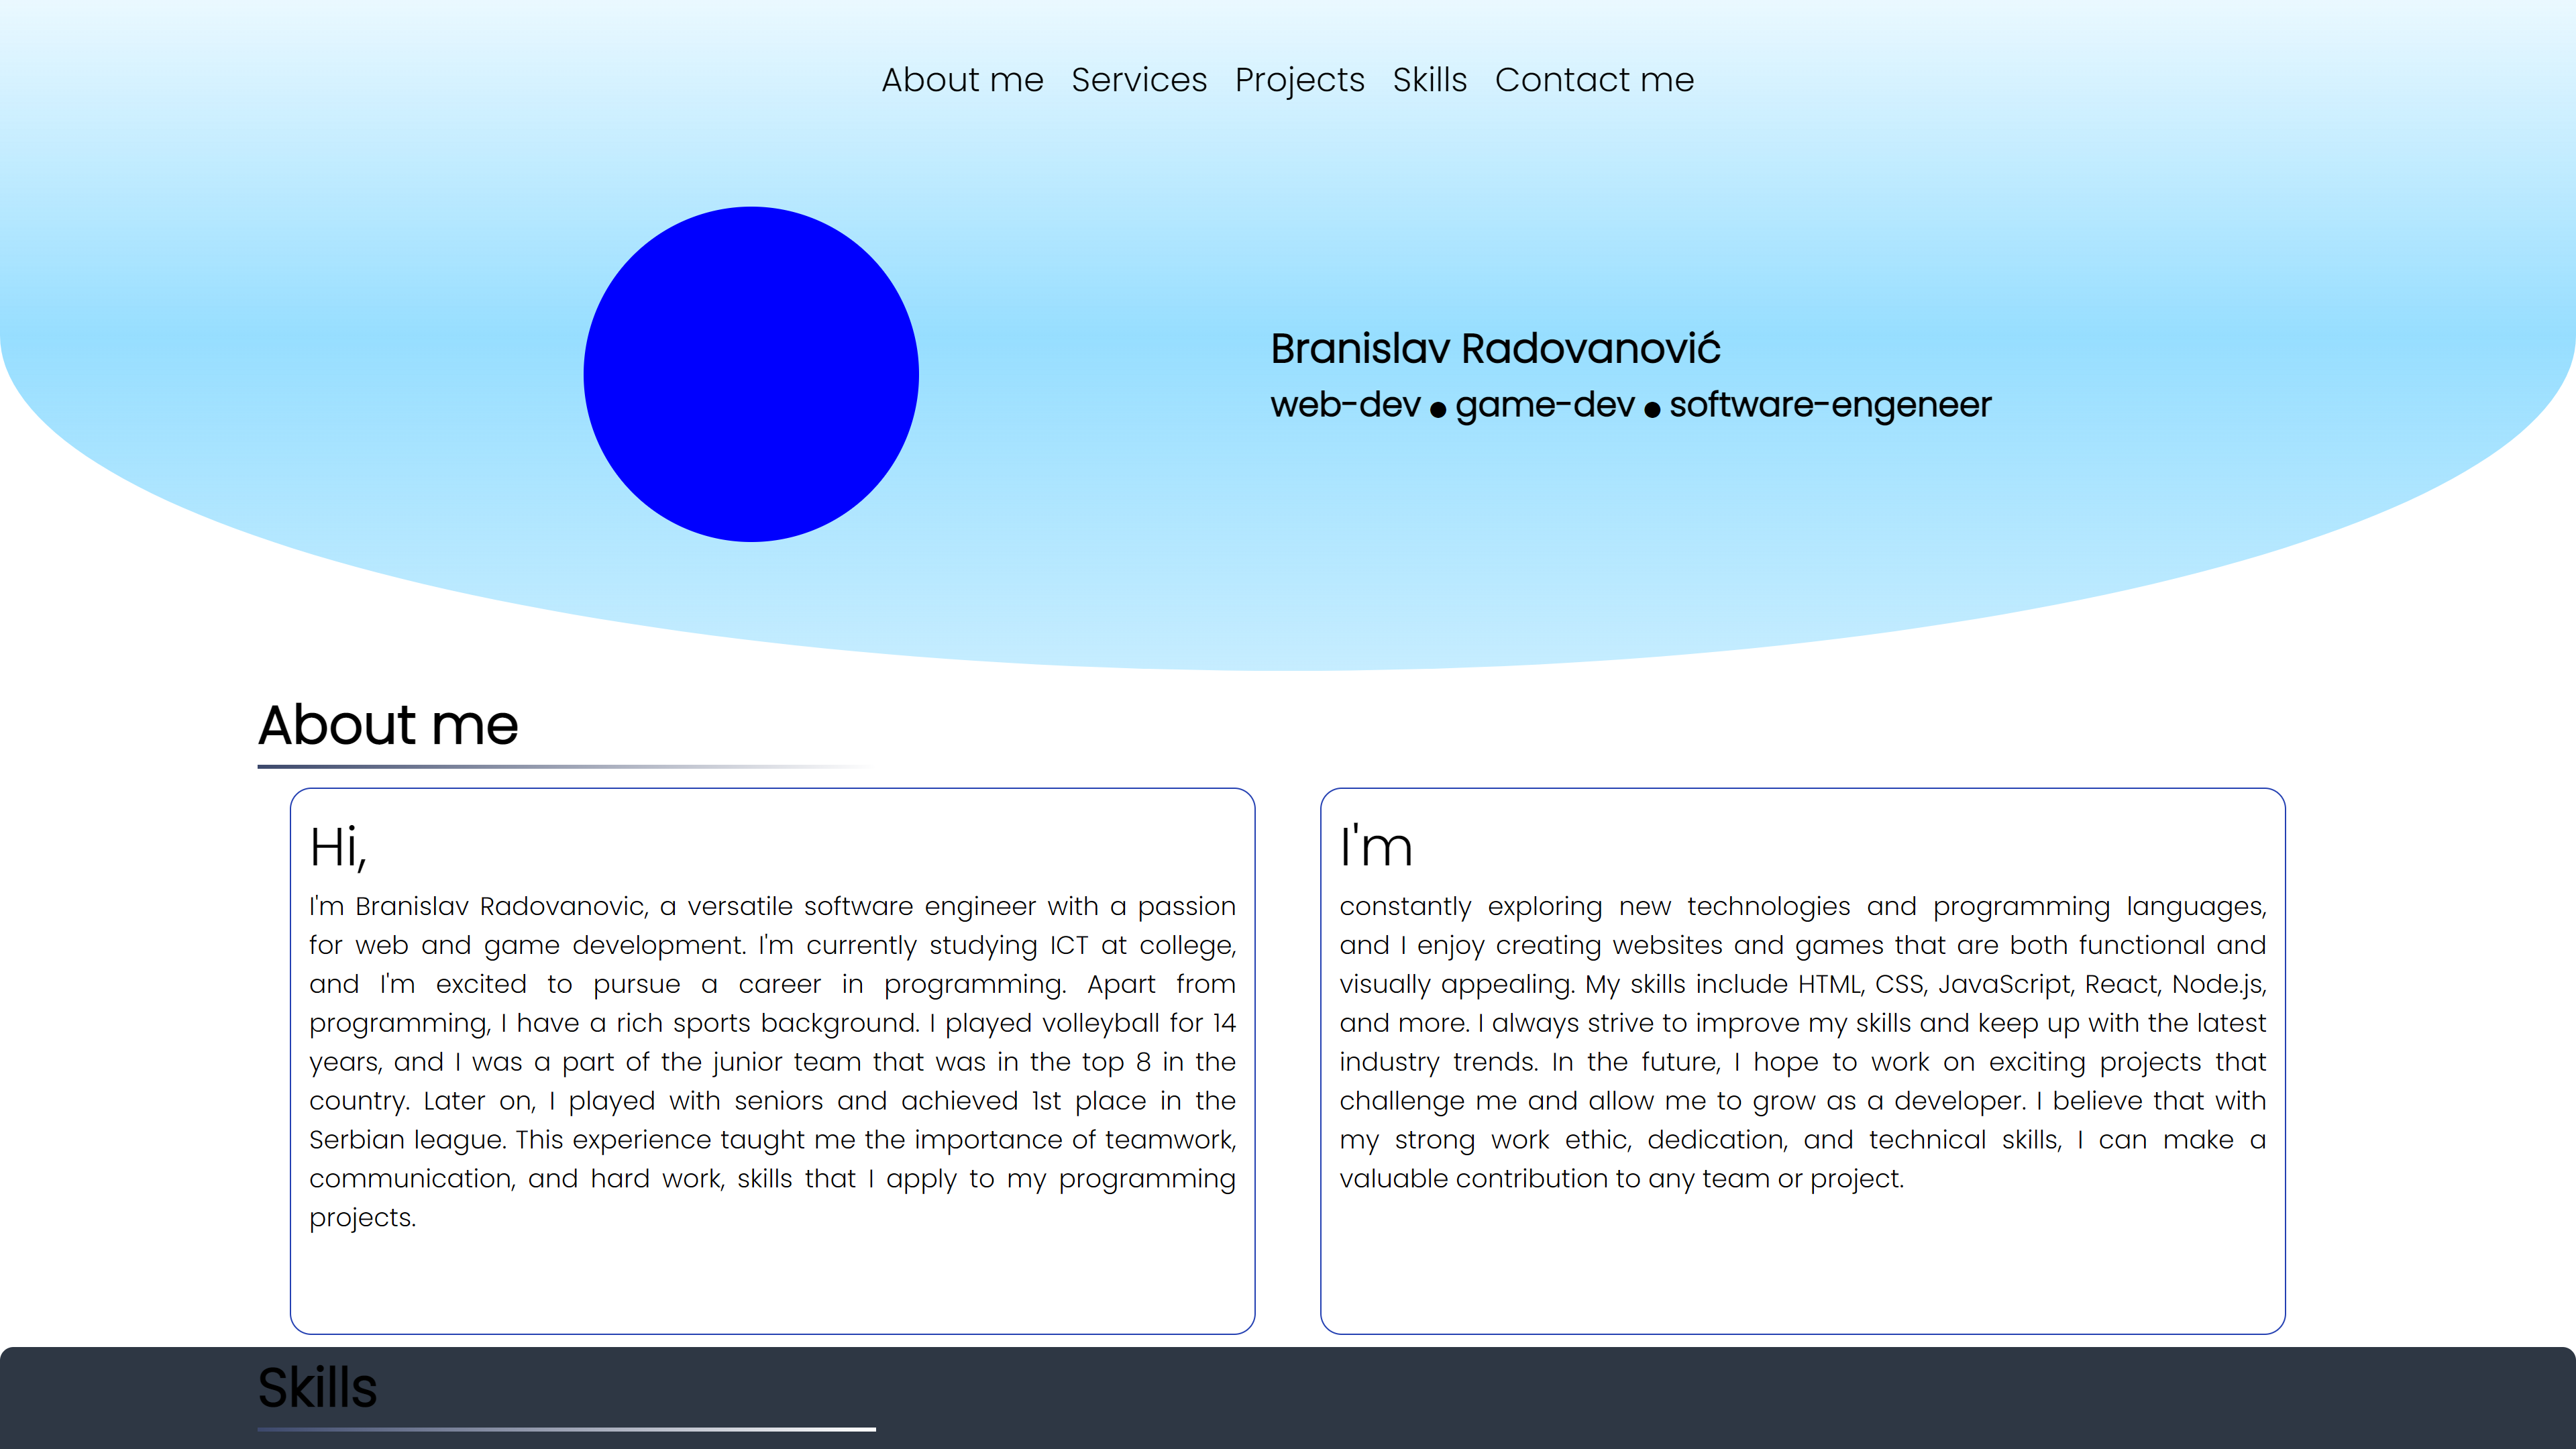 About me Services Projects Skills Contact me
Branislav Radovanović
web-dev ● game-dev ● software-engeneer
About me
Hi,
I'm Branislav Radovanovic, a versatile software engineer with a passion
for web and game development. I'm currently studying ICT at college,
and I'm excited to pursue a career in programming. Apart from
programming, I have a rich sports background. I played volleyball for 14
years, and I was a part of the junior team that was in the top 8 in the
country. Later on, I played with seniors and achieved 1st place in the
Serbian league. This experience taught me the importance of teamwork,
communication, and hard work, skills that I apply to my programming
projects.
I'm
constantly exploring new technologies and programming languages,
and I enjoy creating websites and games that are both functional and
visually appealing. My skills include HTML, CSS, JavaScript, React, Node.js,
and more. I always strive to improve my skills and keep up with the latest
industry trends. In the future, I hope to work on exciting projects that
challenge me and allow me to grow as a developer. I believe that with
my strong work ethic, dedication, and technical skills, I can make a
valuable contribution to any team or project.
Skills